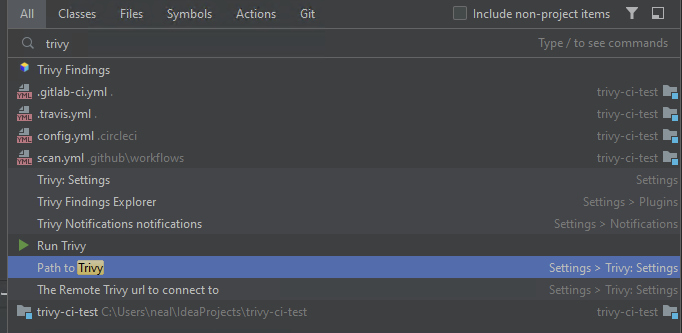 All Classes Files Symbols Actions Git Include non-project items
trivy Type / to see commands
Trivy Findings
YML .gitlab-ci.yml . trivy-ci-test
YML .travis.yml . trivy-ci-test
YML config.yml .circleci trivy-ci-test
YML scan.yml .github\workflows trivy-ci-test
Trivy: Settings Settings
Trivy Findings Explorer Settings > Plugins
Trivy Notifications notifications Settings > Notifications
Run Trivy
Path to Trivy Settings > Trivy: Settings
The Remote Trivy url to connect to Settings > Trivy: Settings
trivy-ci-test C:\Users\neal\IdeaProjects\trivy-ci-test trivy-ci-test